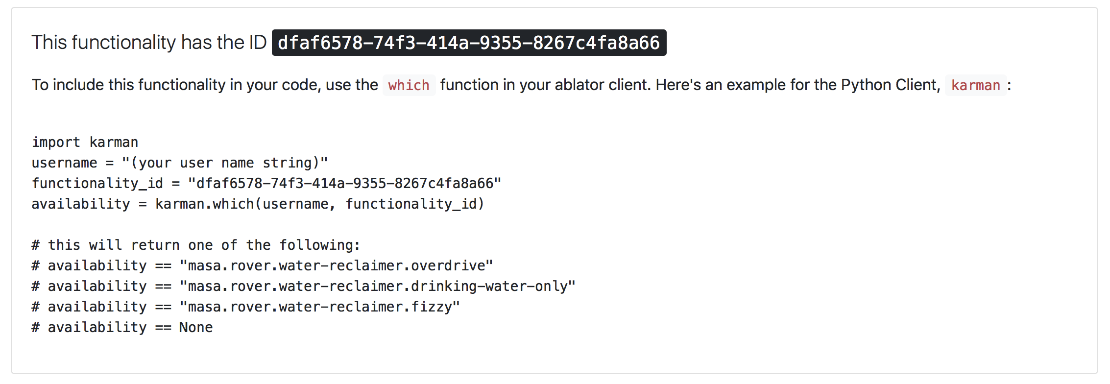 This functionality has the ID dfaf6578-74f3-414a-9355-8267c4fa8a66
To include this functionality in your code, use the which function in your ablator client. Here's an example for the Python Client, karman :
import karman
username = "(your user name string)"
functionality_id = "dfaf6578-74f3-414a-9355-8267c4fa8a66"
availability = karman.which(username, functionality_id)
# this will return one of the following:
# availability == "masa.rover.water-reclaimer.overdrive"
# availability == "masa.rover.water-reclaimer.drinking-water-only"
# availability == "masa.rover.water-reclaimer.fizzy"
# availability == None